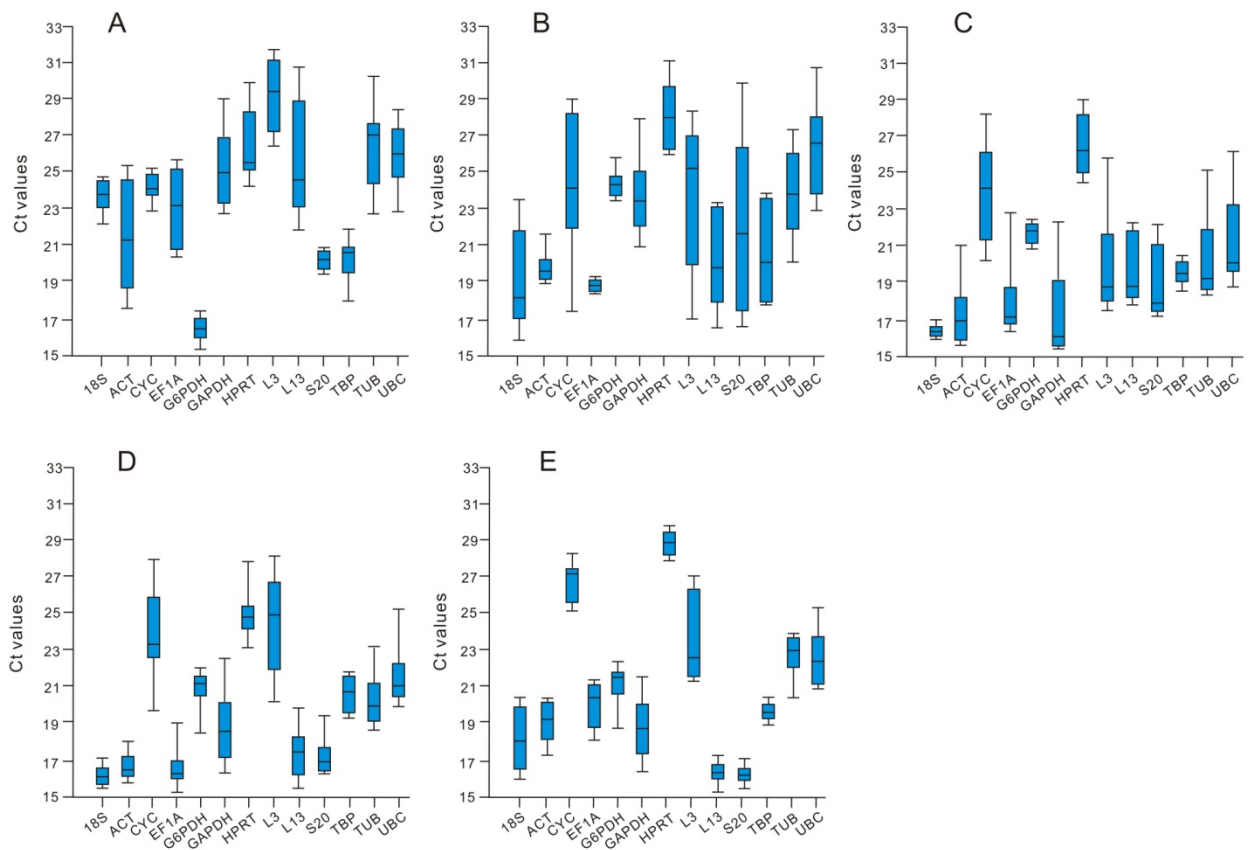 A
Ct values
33
31
29
27
25
23
21
19
17
15
18S
ACT
CYC
EF1A
G6PDH
GAPDH
HPRT
L3
L13
S20
TBP
TUB
UBC
B
Ct values
33
31
29
27
25
23
21
19
17
15
18S
ACT
CYC
EF1A
G6PDH
GAPDH
HPRT
L3
L13
S20
TBP
TUB
UBC
C
Ct values
33
31
29
27
25
23
21
19
17
15
18S
ACT
CYC
EF1A
G6PDH
GAPDH
HPRT
L3
L13
S20
TBP
TUB
UBC
D
Ct values
33
31
29
27
25
23
21
19
17
15
18S
ACT
CYC
EF1A
G6PDH
GAPDH
HPRT
L3
L13
S20
TBP
TUB
UBC
E
Ct values
33
31
29
27
25
23
21
19
17
15
18S
ACT
CYC
EF1A
G6PDH
GAPDH
HPRT
L3
L13
S20
TBP
TUB
UBC